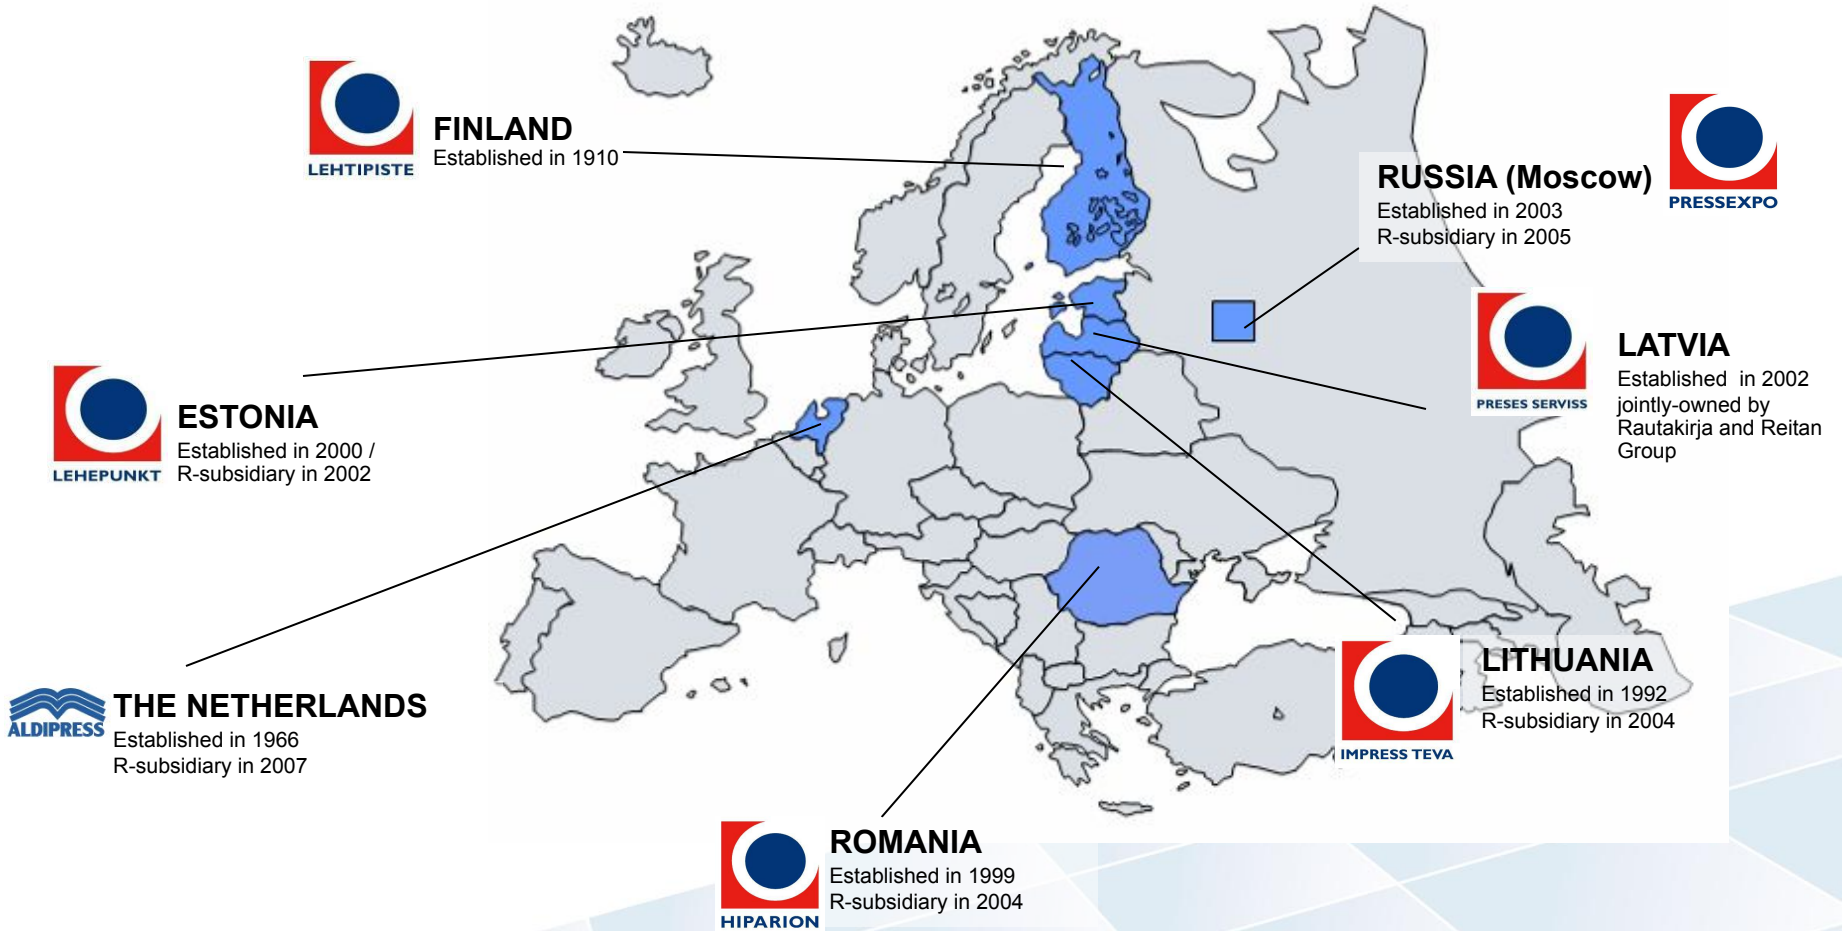 LEHTIPISTE
FINLAND
Established in 1910
RUSSIA (Moscow)
Established in 2003
R-subsidiary in 2005
PRESSEXPO
LEHEPUNKT
ESTONIA
Established in 2000 /
R-subsidiary in 2002
PRESES SERVISS
LATVIA
Established in 2002
jointly-owned by
Rautakirja and Reitan
Group
ALDIPRESS
THE NETHERLANDS
Established in 1966
R-subsidiary in 2007
IMPRESS TEVA
LITHUANIA
Established in 1992
R-subsidiary in 2004
HIPARION
ROMANIA
Established in 1999
R-subsidiary in 2004